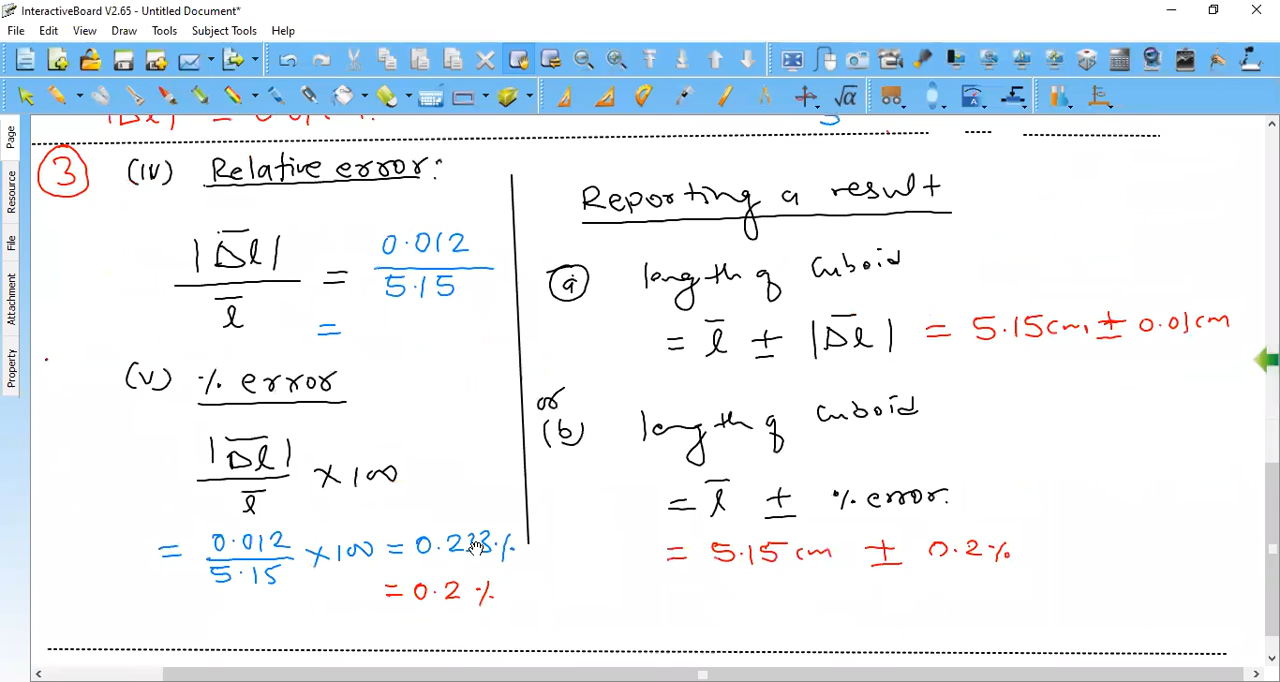 InteractiveBoard V2.65 - Untitled Document*
File Edit View Draw Tools Subject Tools Help
Page
Resource
File
Attachment
Property
3
(iv) Relative error:
|Δl̅| / l̅ = 0.012 / 5.15
=
(v) % error
|Δl̅| / l̅ × 100
= 0.012 / 5.15 × 100 = 0.233%
= 0.2 %
Reporting a result
(a) length of cuboid
= l̅ ± |Δl̅| = 5.15cm ± 0.01cm
or
(b) length of cuboid
= l̅ ± % error.
= 5.15 cm ± 0.2%